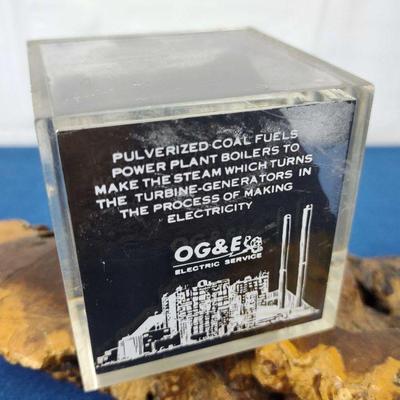 PULVERIZED COAL FUELS
POWER PLANT BOILERS TO
MAKE THE STEAM WHICH TURNS
THE TURBINE-GENERATORS IN
THE PROCESS OF MAKING
ELECTRICITY
OG&E
ELECTRIC SERVICE